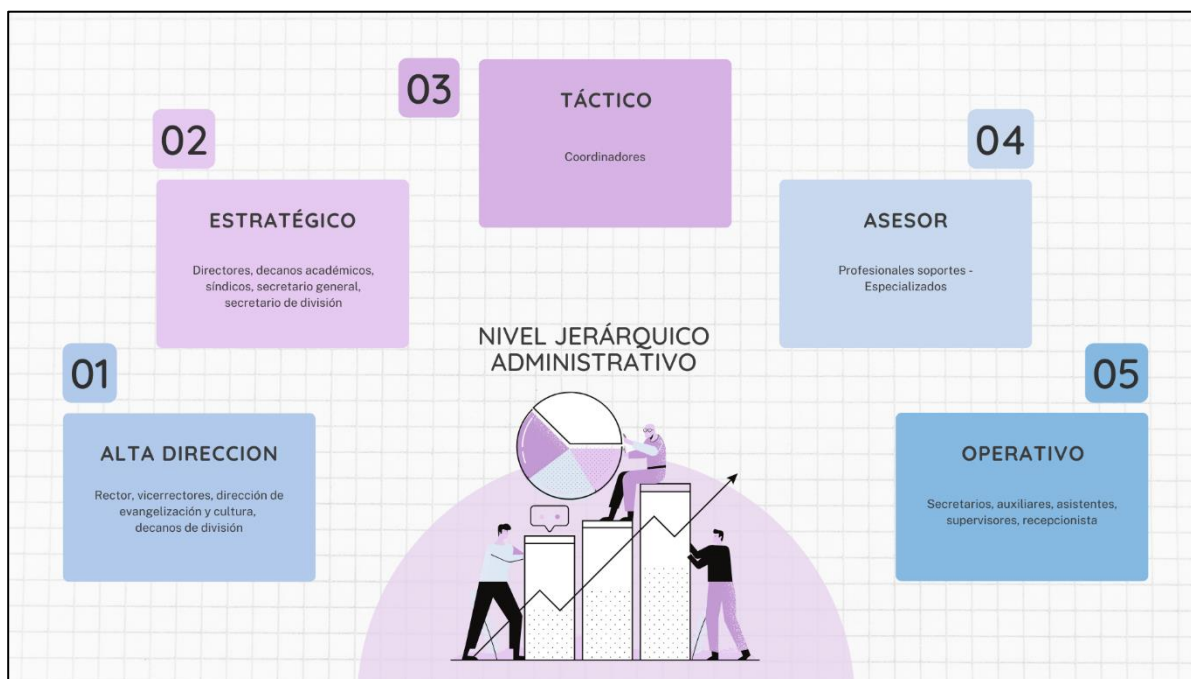 01
ALTA DIRECCION
Rector, vicerrectores, dirección de
evangelización y cultura,
decanos de división
02
ESTRATÉGICO
Directores, decanos académicos,
síndicos, secretario general,
secretario de división
03
TÁCTICO
Coordinadores
04
ASESOR
Profesionales soportes -
Especializados
05
OPERATIVO
Secretarios, auxiliares, asistentes,
supervisores, recepcionista
NIVEL JERÁRQUICO
ADMINISTRATIVO